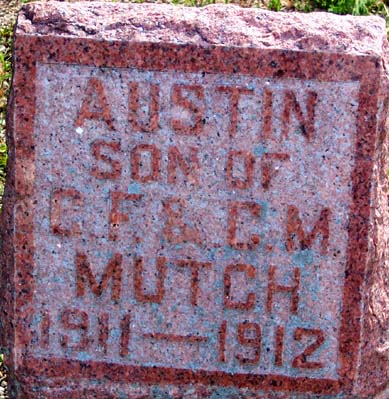 AUSTIN
SON OF
C. F. & C. M
MUTCH
1911—1912